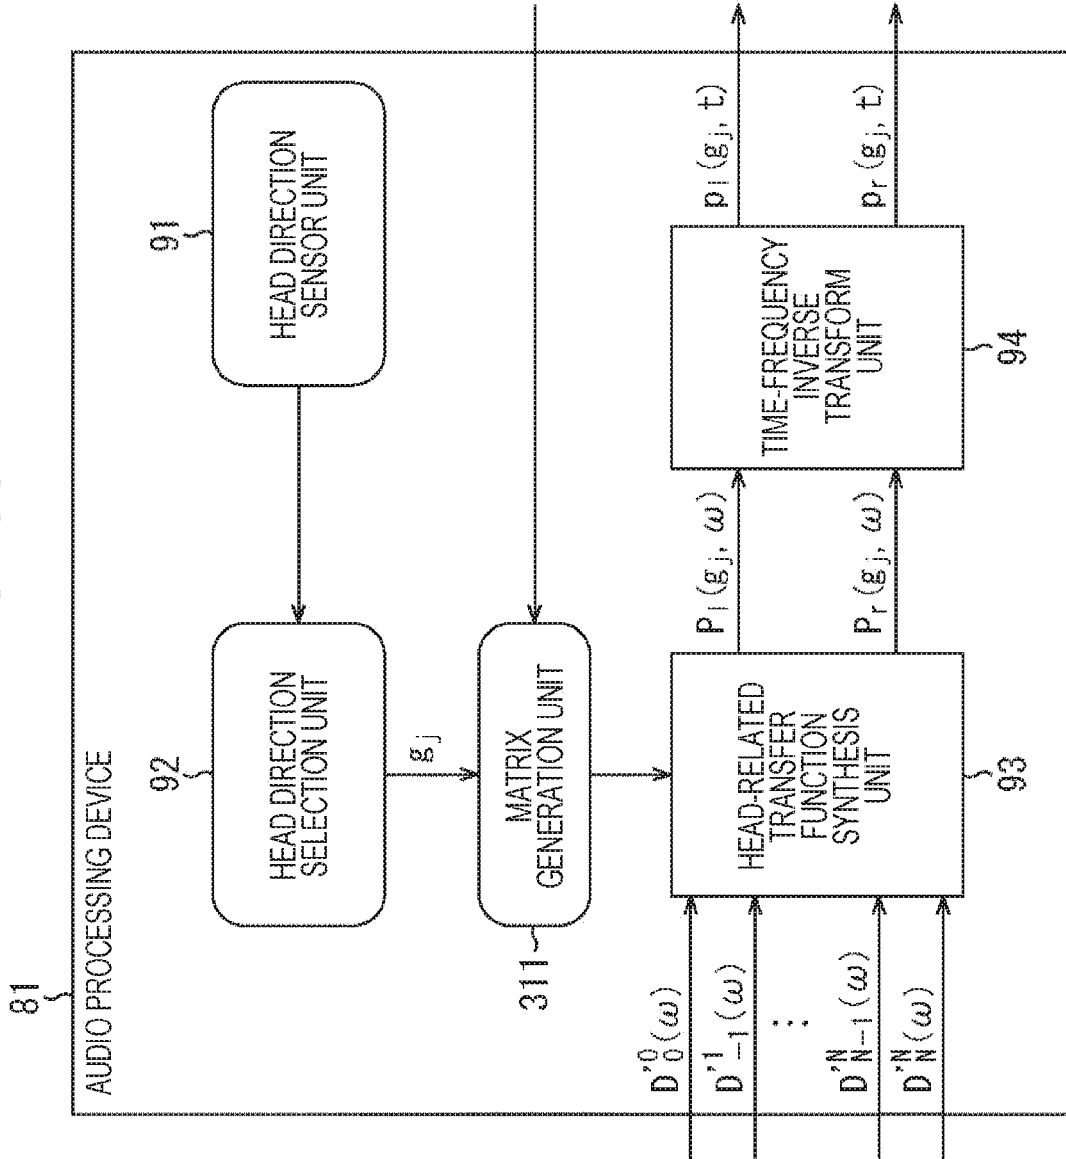 81
AUDIO PROCESSING DEVICE
92
HEAD DIRECTION
SELECTION UNIT
91
HEAD DIRECTION
SENSOR UNIT
g_j
311
MATRIX
GENERATION UNIT
D'^0_0(ω)
D'^1_-1(ω)
...
D'^N_N-1(ω)
D'^N_N(ω)
HEAD-RELATED
TRANSFER
FUNCTION
SYNTHESIS
UNIT
93
P_l(g_j, ω)
P_r(g_j, ω)
TIME-FREQUENCY
INVERSE
TRANSFORM
UNIT
94
p_l(g_j, t)
p_r(g_j, t)